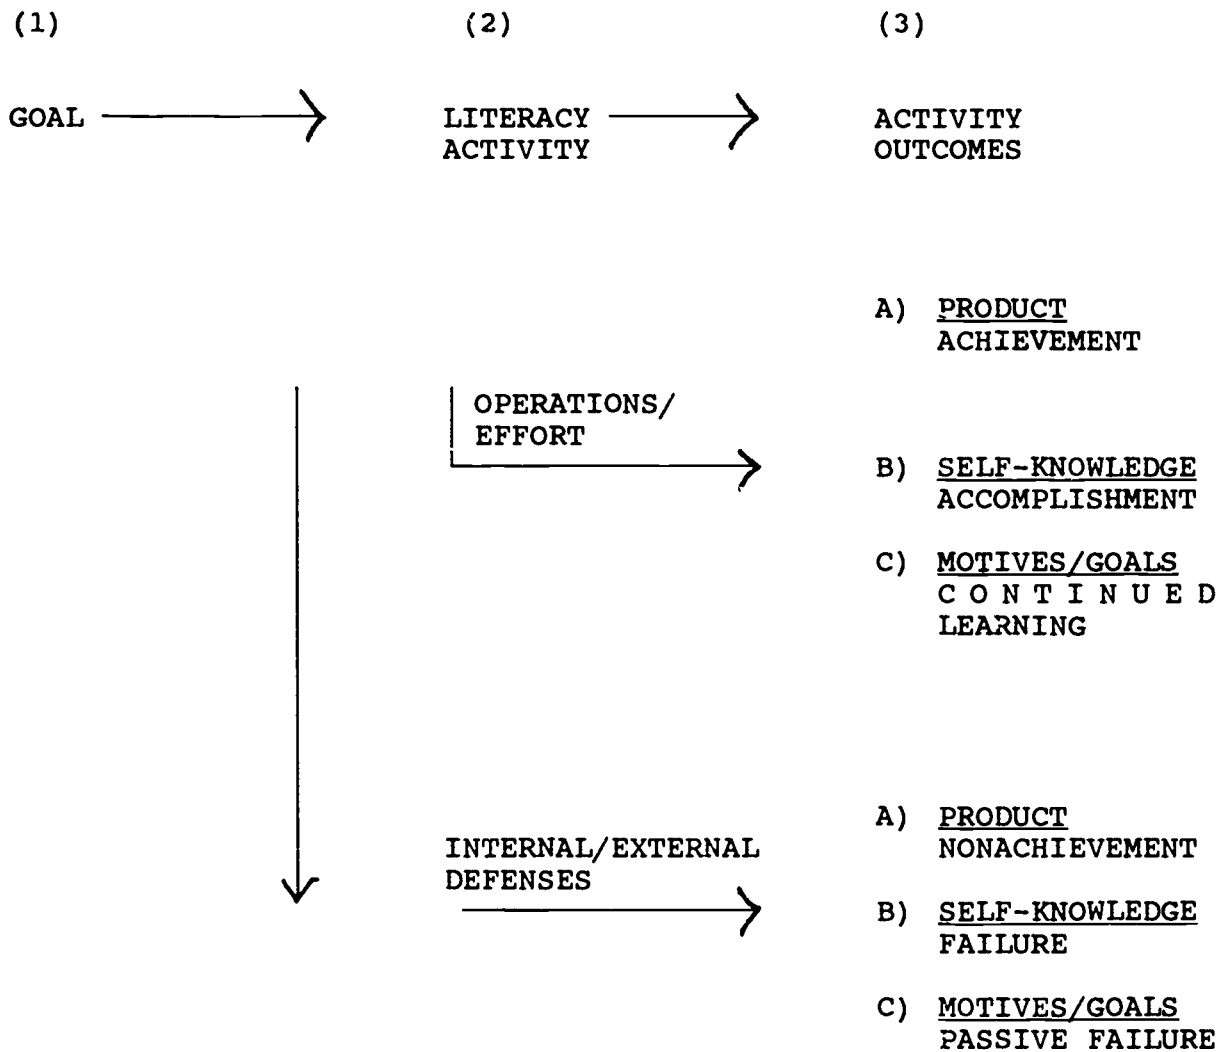 (1) (2) (3)
GOAL LITERACY ACTIVITY
ACTIVITY OUTCOMES
A) PRODUCT
ACHIEVEMENT
OPERATIONS/
EFFORT
B) SELF-KNOWLEDGE
ACCOMPLISHMENT
C) MOTIVES/GOALS
C O N T I N U E D
LEARNING
A) PRODUCT
NONACHIEVEMENT
INTERNAL/EXTERNAL
DEFENSES
B) SELF-KNOWLEDGE
FAILURE
C) MOTIVES/GOALS
PASSIVE FAILURE